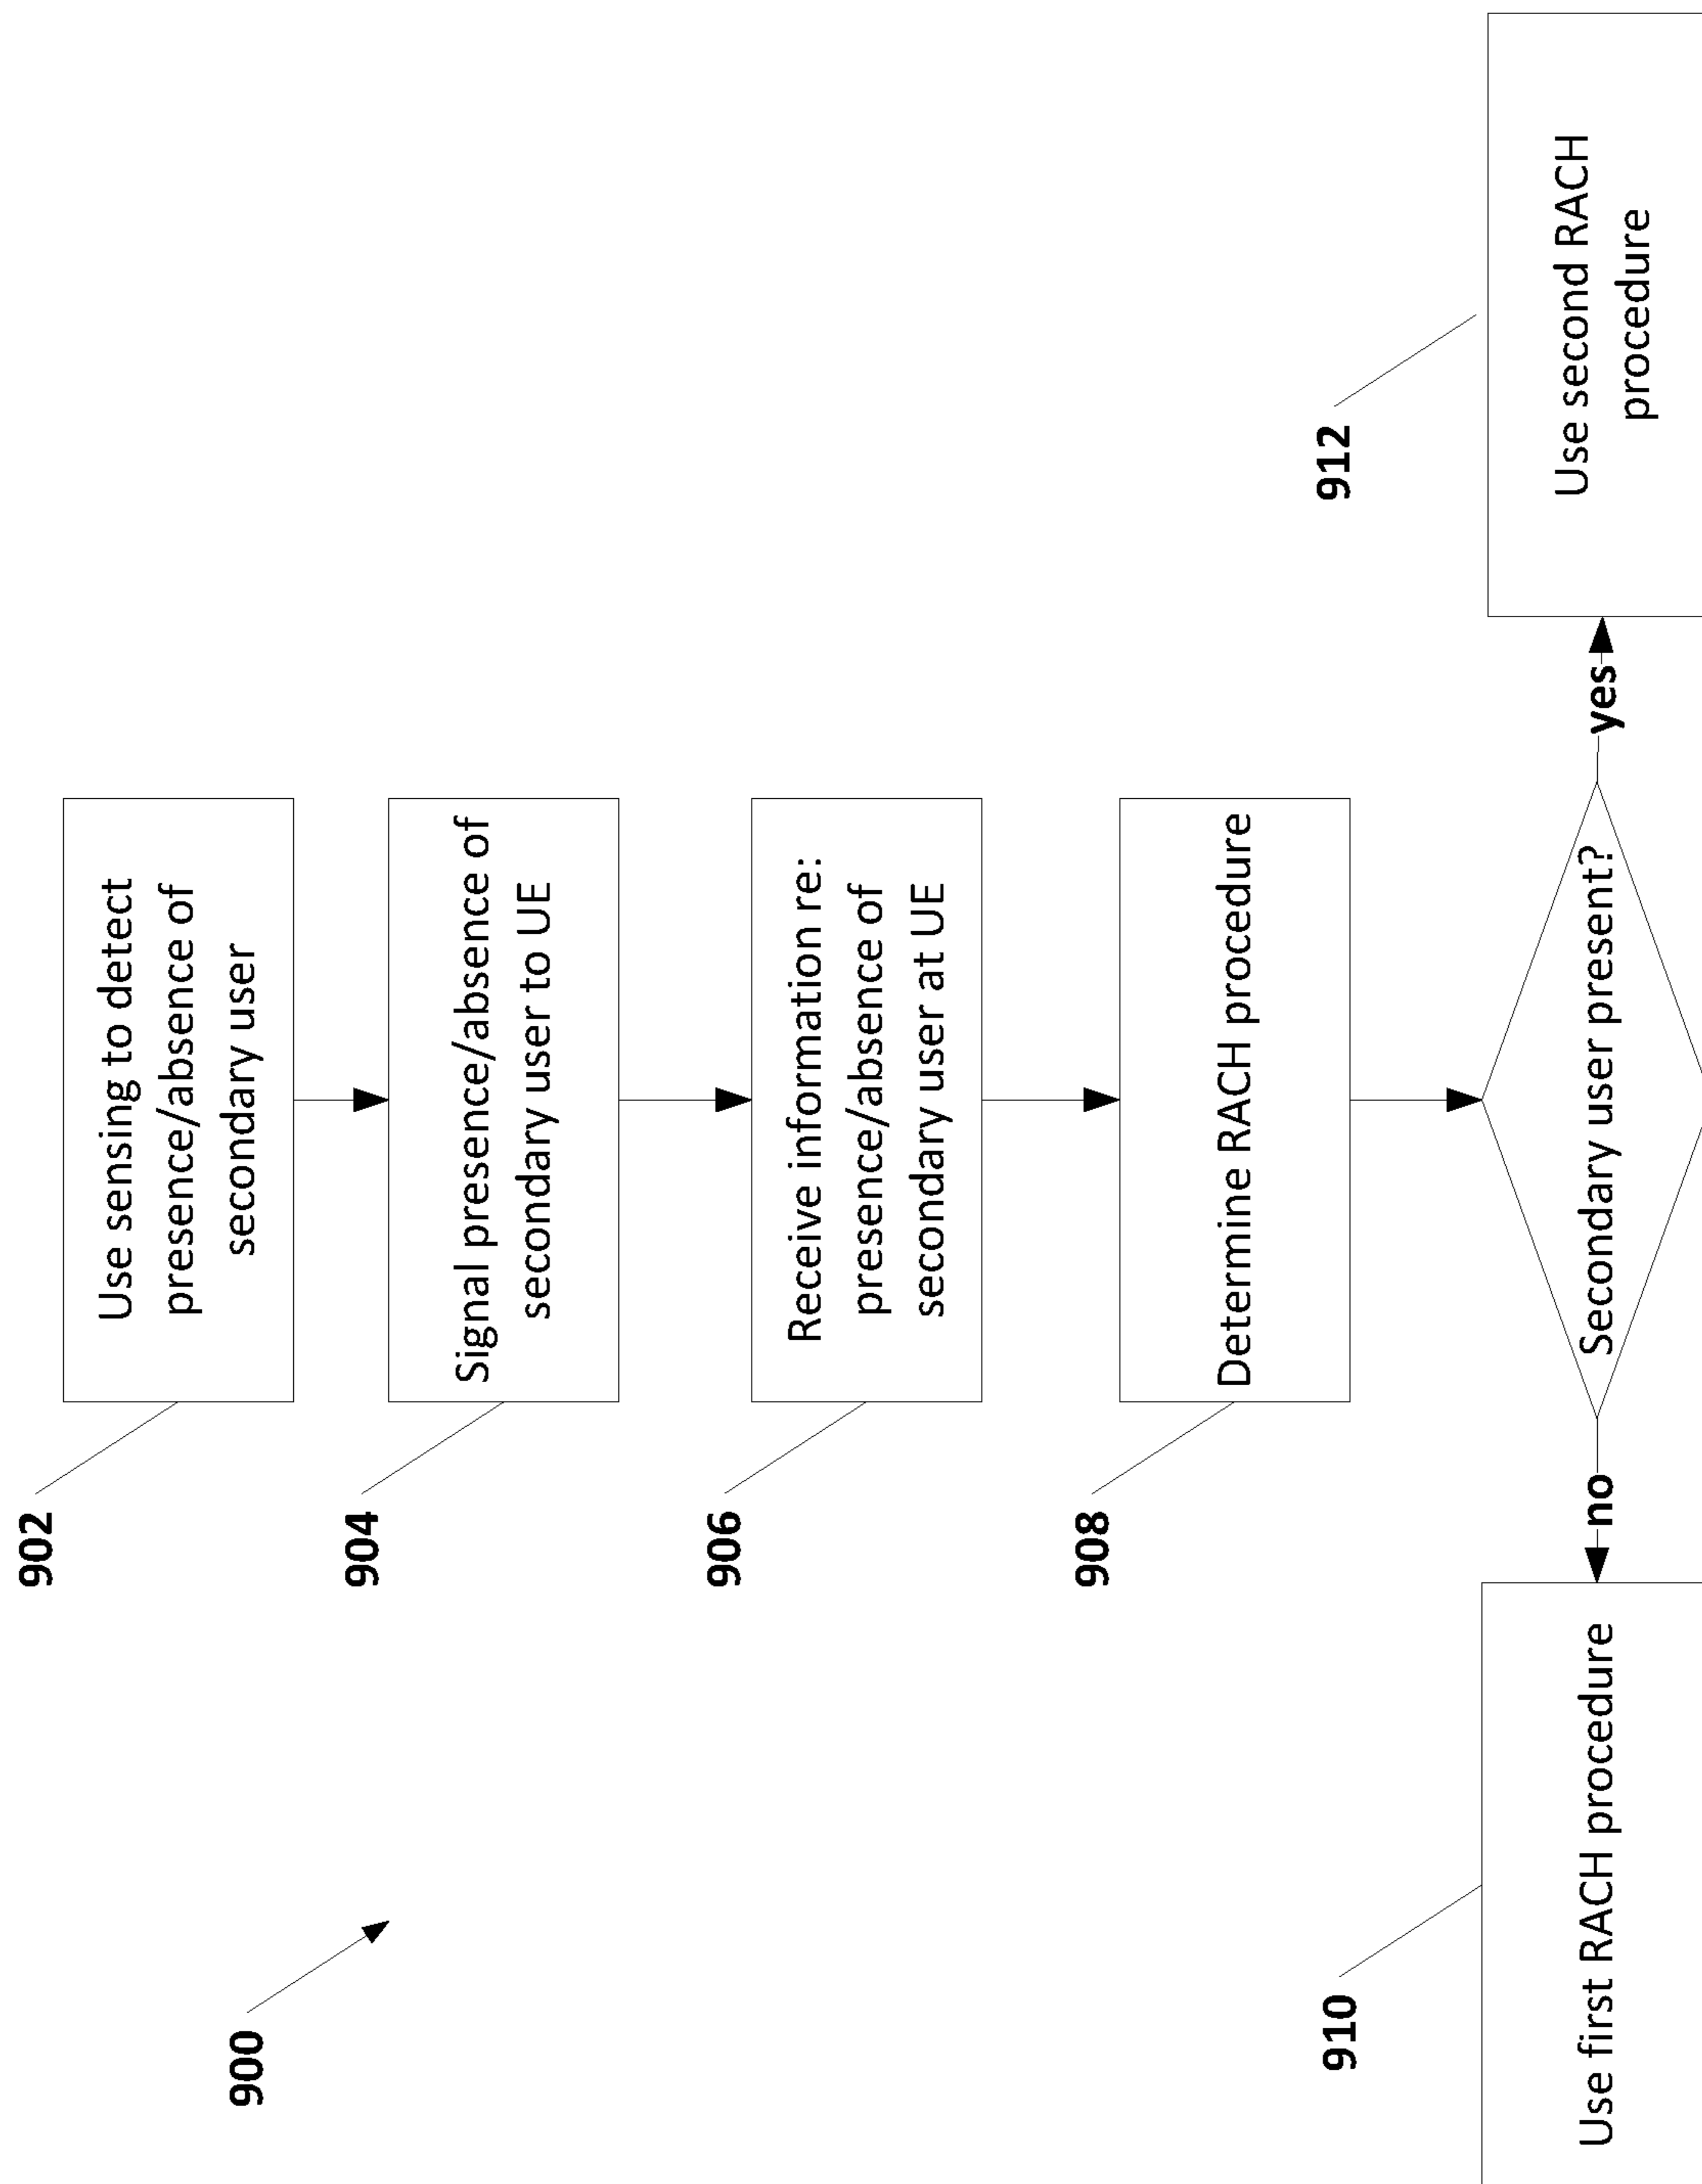 900
902
Use sensing to detect
presence/absence of
secondary user
904
Signal presence/absence of
secondary user to UE
906
Receive information re:
presence/absence of
secondary user at UE
908
Determine RACH procedure
Secondary user present?
no
yes
910
Use first RACH procedure
912
Use second RACH
procedure